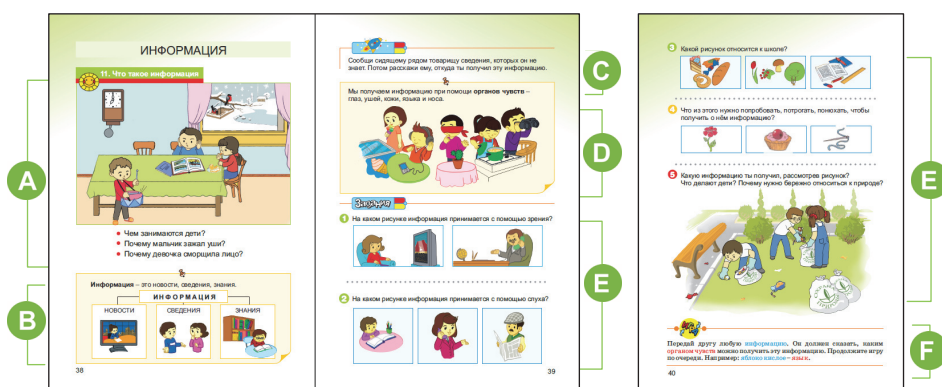 ИНФОРМАЦИЯ
11. Что такое информация
• Чем занимаются дети?
• Почему мальчик зажал уши?
• Почему девочка сморщила лицо?
Информация – это новости, сведения, знания.
ИНФОРМАЦИЯ
НОВОСТИ СВЕДЕНИЯ ЗНАНИЯ
38
A
B
Сообщи сидящему рядом товарищу сведения, которых он не
знает. Потом расскажи ему, откуда ты получил эту информацию.
Мы получаем информацию при помощи органов чувств –
глаз, ушей, кожи, языка и носа.
Задания
1 На каком рисунке информация принимается с помощью зрения?
2 На каком рисунке информация принимается с помощью слуха?
39
C
D
E
3 Какой рисунок относится к школе?
4 Что из этого нужно попробовать, потрогать, понюхать, чтобы
получить о нём информацию?
5 Какую информацию ты получил, рассмотрев рисунок?
Что делают дети? Почему нужно бережно относиться к природе?
Передай другу любую информацию. Он должен сказать, каким
органом чувств можно получить эту информацию. Продолжите игру
по очереди. Например: яблоко кислое – язык.
40
E
F